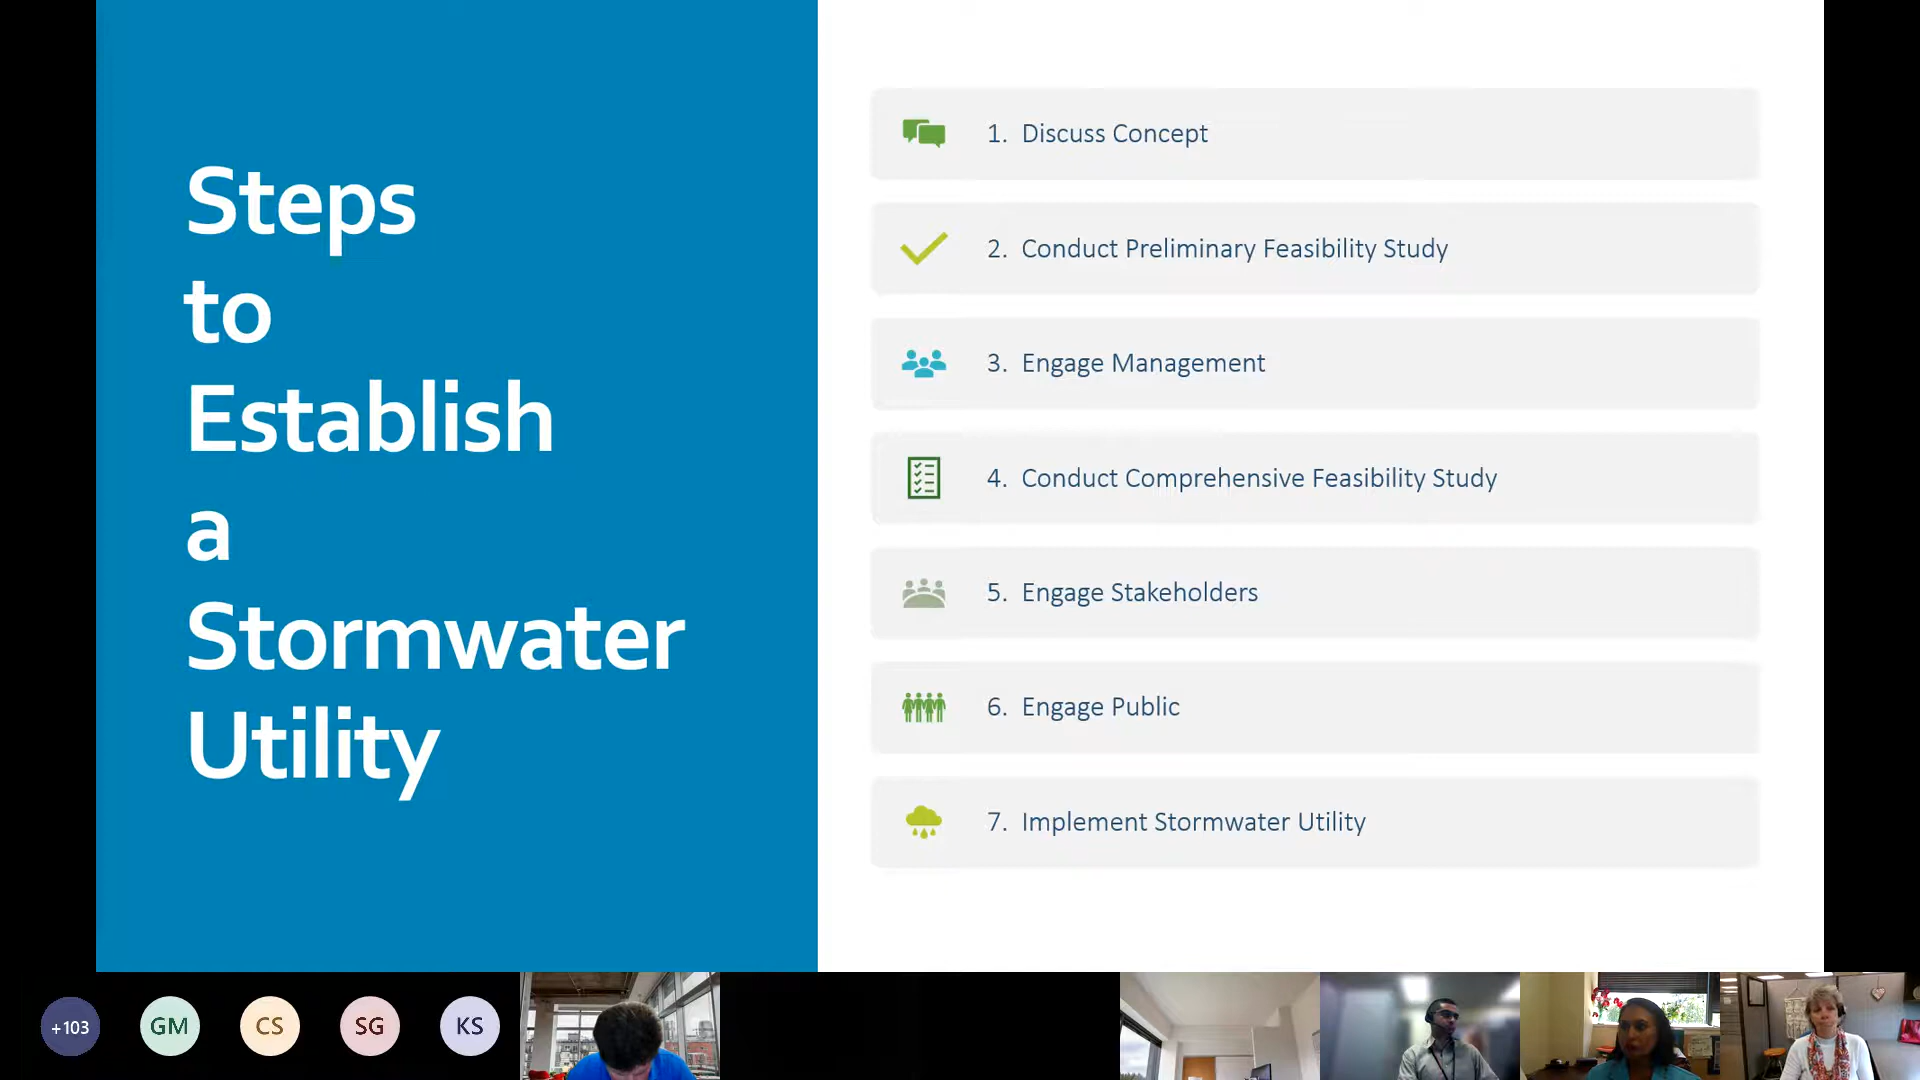 Steps
to
Establish
a
Stormwater
Utility
1. Discuss Concept
2. Conduct Preliminary Feasibility Study
3. Engage Management
4. Conduct Comprehensive Feasibility Study
5. Engage Stakeholders
6. Engage Public
7. Implement Stormwater Utility
+103 GM CS SG KS